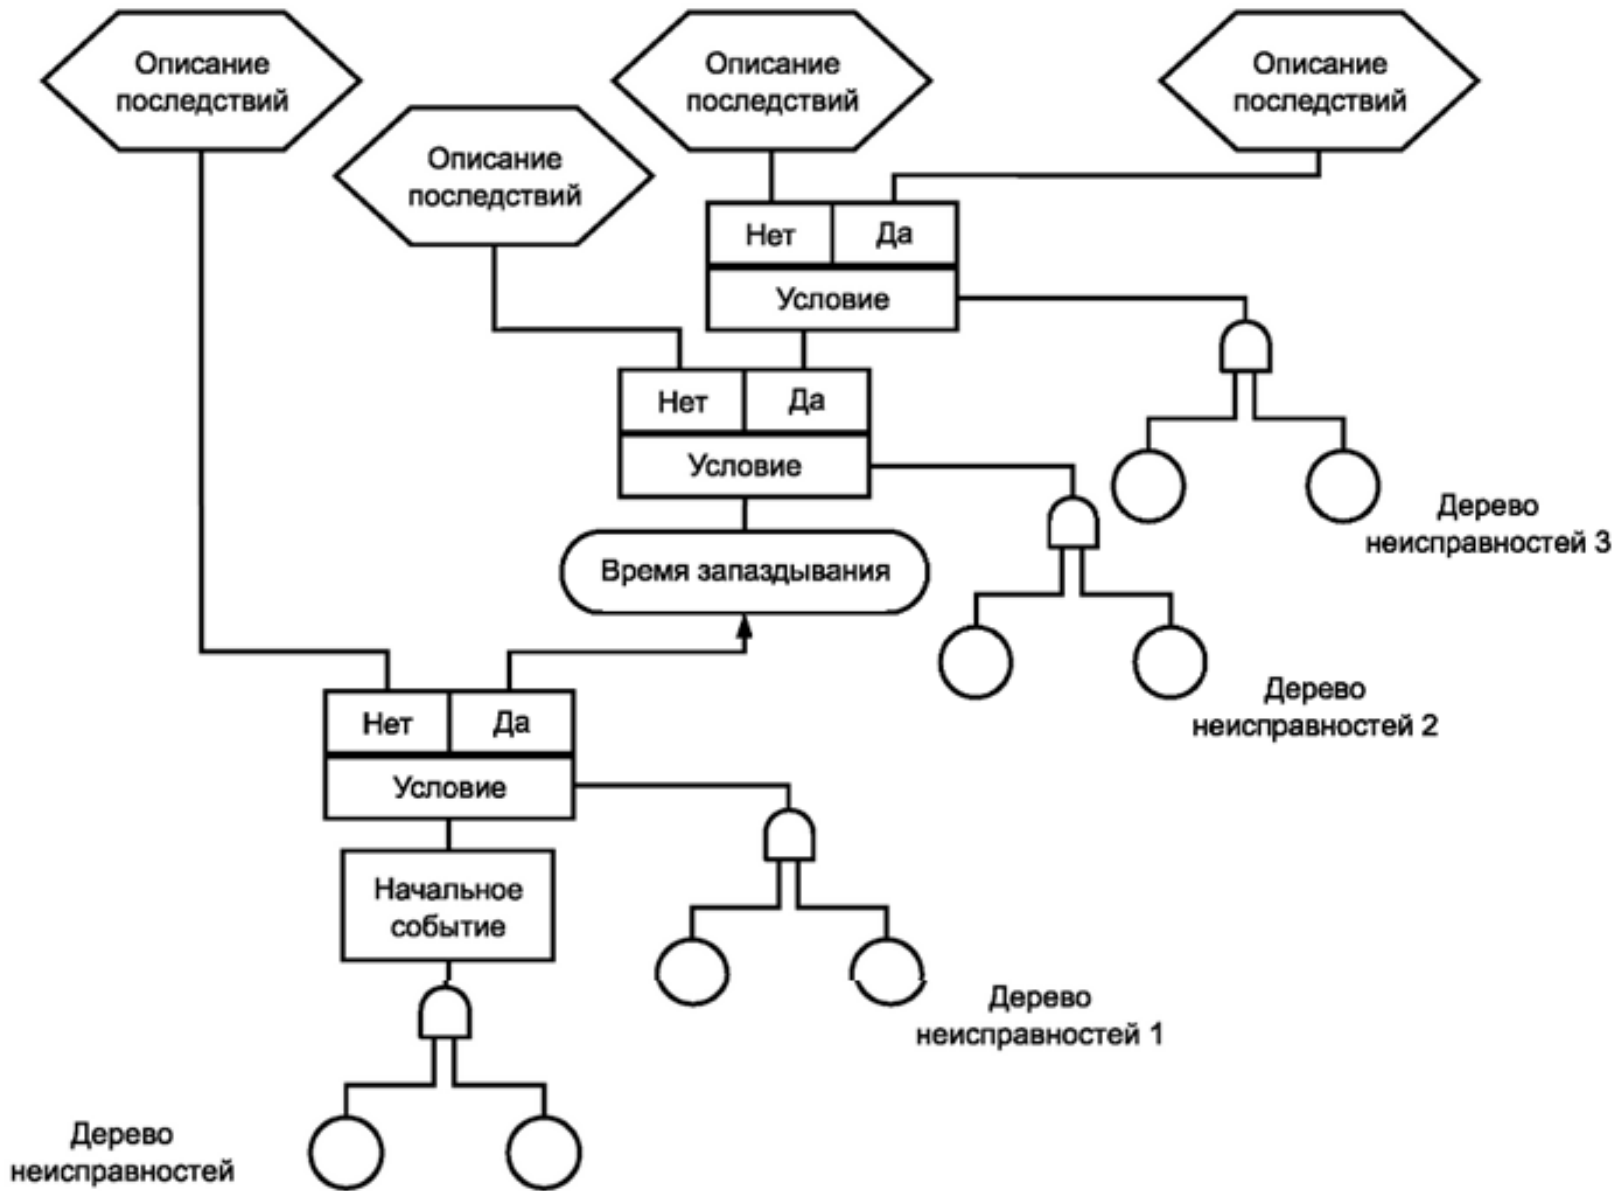 Описание
последствий
Описание
последствий
Описание
последствий
Описание
последствий
Нет
Да
Условие
Нет
Да
Условие
Дерево
неисправностей 3
Время запаздывания
Дерево
неисправностей 2
Нет
Да
Условие
Начальное
событие
Дерево
неисправностей 1
Дерево
неисправностей